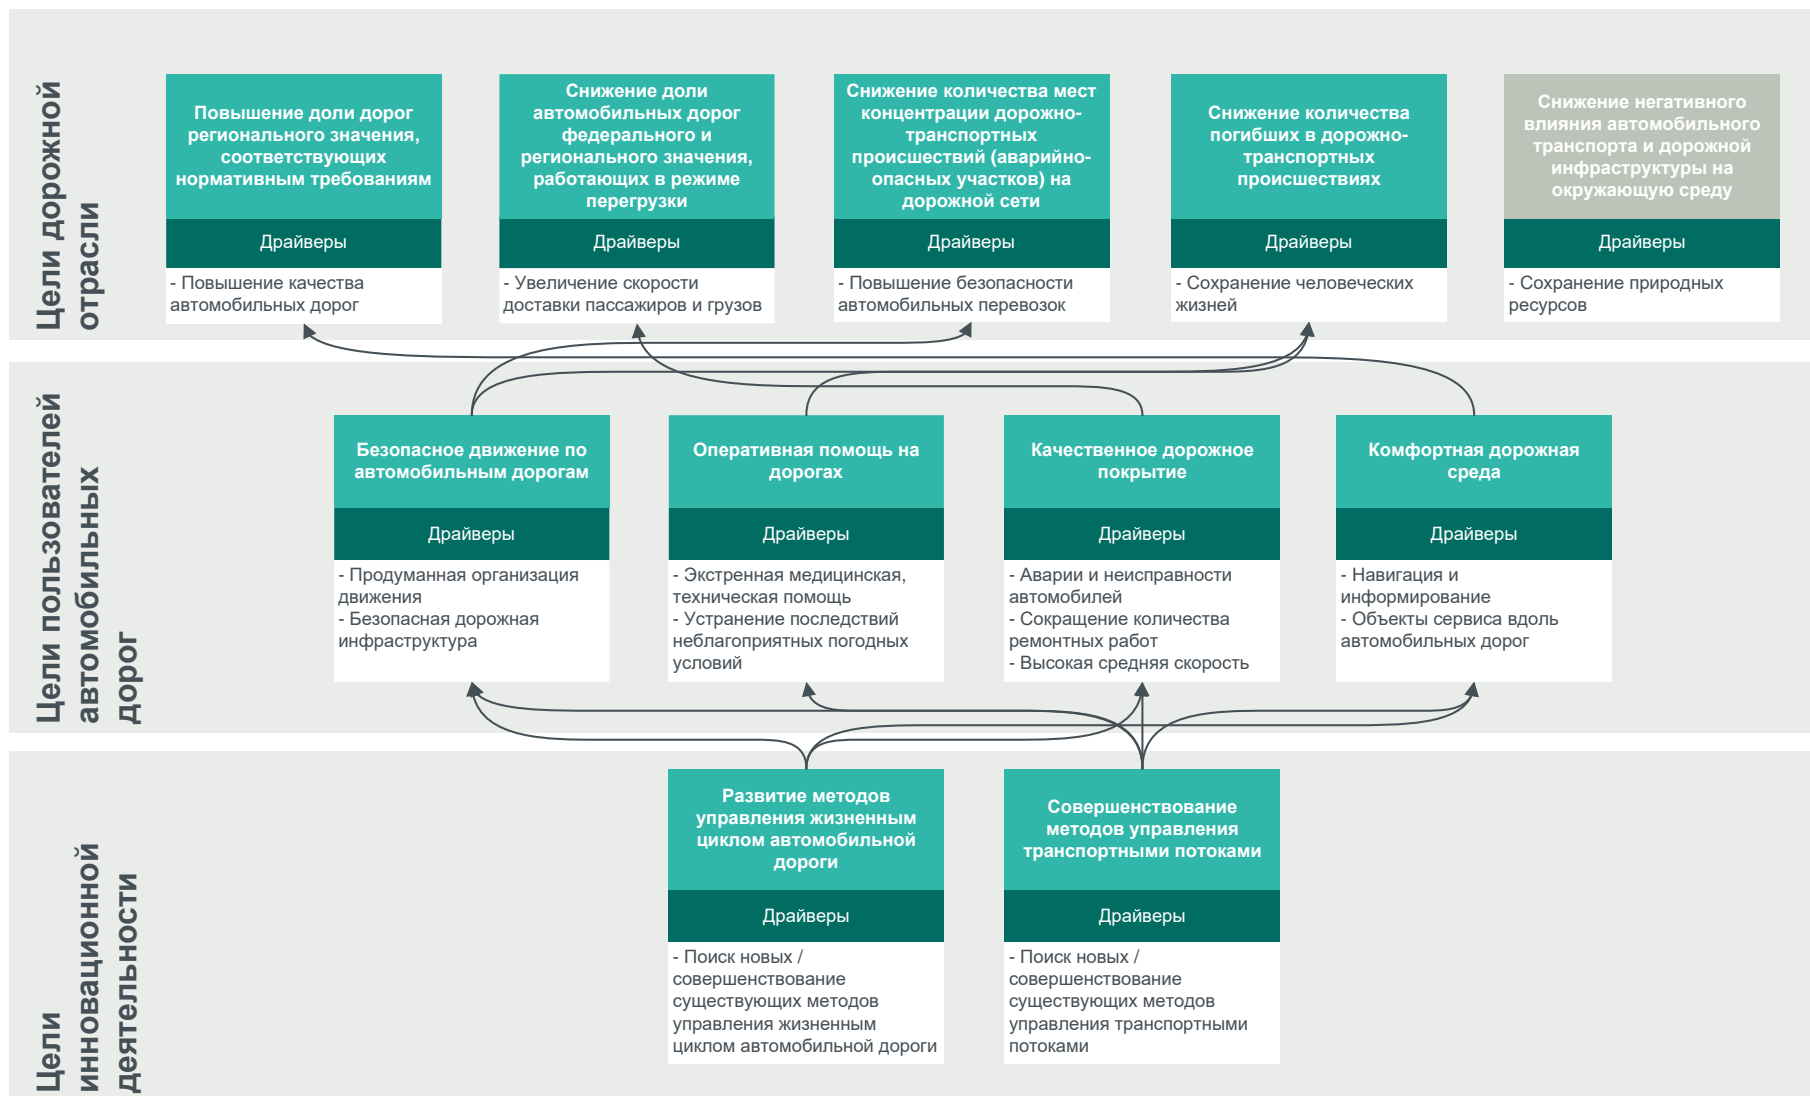 Цели дорожной
отрасли
Повышение доли дорог
регионального значения,
соответствующих
нормативным требованиям
Драйверы
- Повышение качества
автомобильных дорог
Снижение доли
автомобильных дорог
федерального и
регионального значения,
работающих в режиме
перегрузки
Драйверы
- Увеличение скорости
доставки пассажиров и грузов
Снижение количества мест
концентрации дорожно-
транспортных
происшествий (аварийно-
опасных участков) на
дорожной сети
Драйверы
- Повышение безопасности
автомобильных перевозок
Снижение количества
погибших в дорожно-
транспортных
происшествиях
Драйверы
- Сохранение человеческих
жизней
Снижение негативного
влияния автомобильного
транспорта и дорожной
инфраструктуры на
окружающую среду
Драйверы
- Сохранение природных
ресурсов
Цели пользователей
автомобильных
дорог
Безопасное движение по
автомобильным дорогам
Драйверы
- Продуманная организация
движения
- Безопасная дорожная
инфраструктура
Оперативная помощь на
дорогах
Драйверы
- Экстренная медицинская,
техническая помощь
- Устранение последствий
неблагоприятных погодных
условий
Качественное дорожное
покрытие
Драйверы
- Аварии и неисправности
автомобилей
- Сокращение количества
ремонтных работ
- Высокая средняя скорость
Комфортная дорожная
среда
Драйверы
- Навигация и
информирование
- Объекты сервиса вдоль
автомобильных дорог
Цели
инновационной
деятельности
Развитие методов
управления жизненным
циклом автомобильной
дороги
Драйверы
- Поиск новых /
совершенствование
существующих методов
управления жизненным
циклом автомобильной дороги
Совершенствование
методов управления
транспортными потоками
Драйверы
- Поиск новых /
совершенствование
существующих методов
управления транспортными
потоками